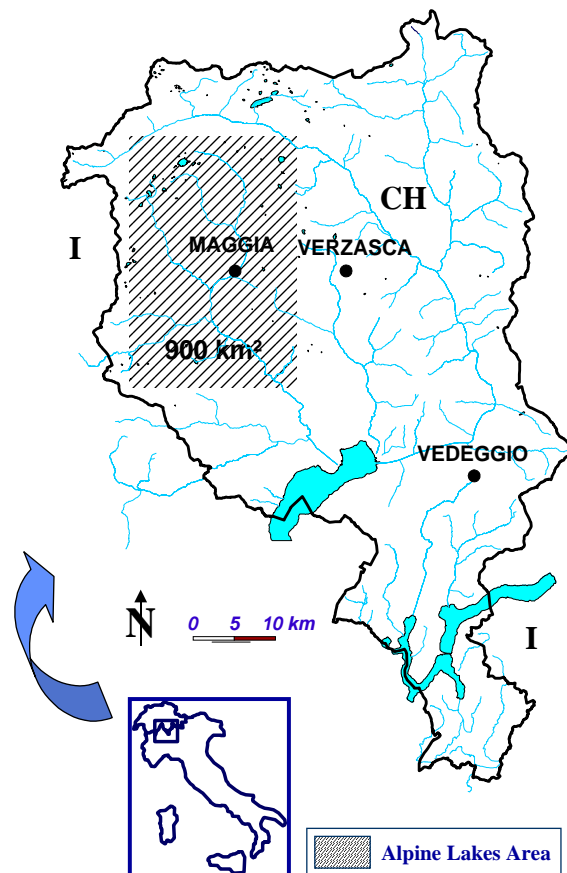 CH
I
MAGGIA
VERZASCA
900 km²
VEDEGGIO
N
0 5 10 km
I
Alpine Lakes Area